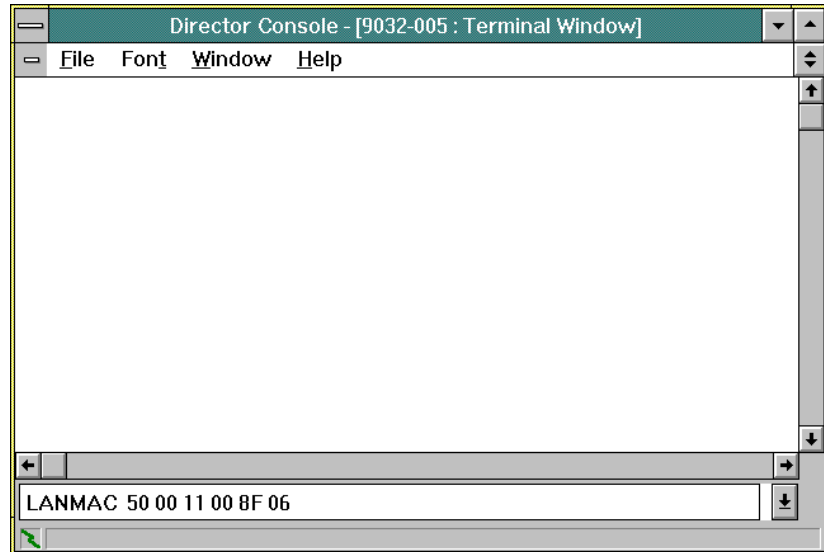 Director Console - [9032-005 : Terminal Window]
File Font Window Help
LANMAC 50 00 11 00 8F 06